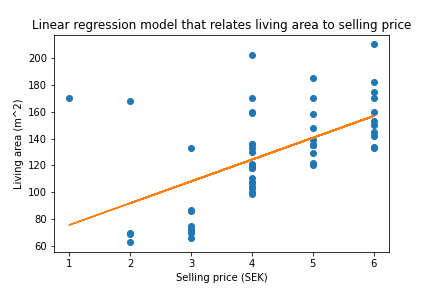 Linear regression model that relates living area to selling price
200
180
160
140
120
100
80
60
Living area (m^2)
1 2 3 4 5 6
Selling price (SEK)